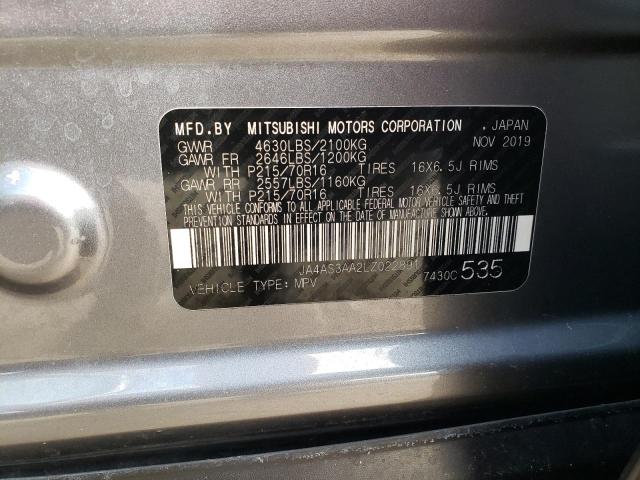 MFD.BY MITSUBISHI MOTORS CORPORATION . JAPAN
GVWR 4630LBS/2100KG NOV 2019
GAWR FR 2646LBS/1200KG
WITH P215/70R16 TIRES 16X6.5J RIMS
GAWR RR 2557LBS/1160KG
WITH P215/70R16 TIRES 16X6.5J RIMS
THIS VEHICLE CONFORMS TO ALL APPLICABLE FEDERAL MOTOR VEHICLE SAFETY AND THEFT
PREVENTION STANDARDS IN EFFECT ON THE DATE OF MANUFACTURE SHOWN ABOVE.
JA4AS3AA2LZ022891
7430C 535
VEHICLE TYPE: MPV